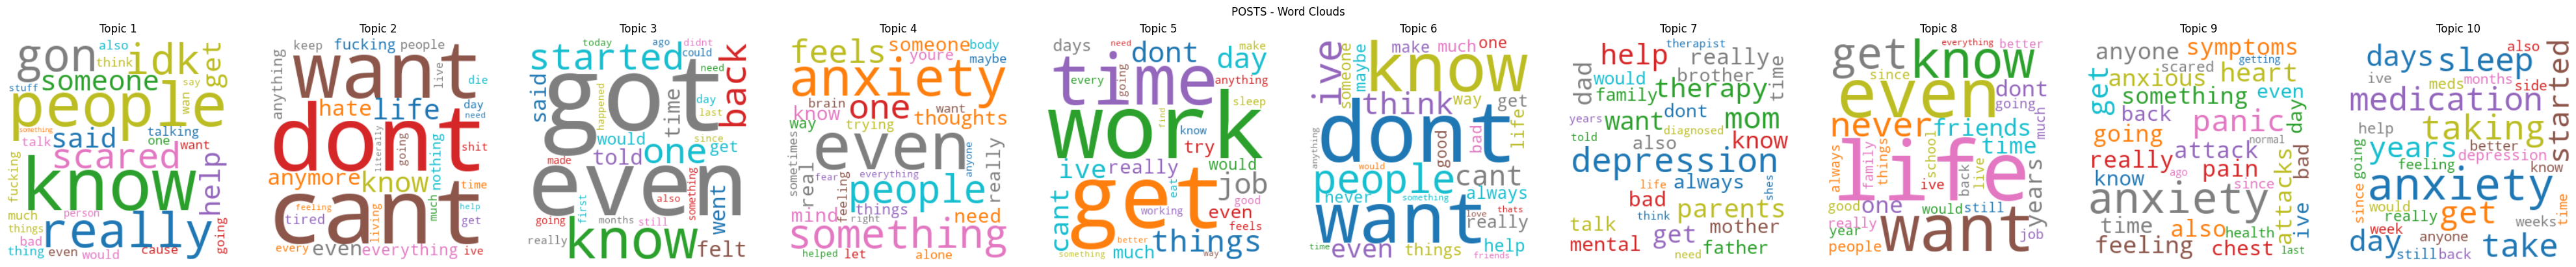 POSTS - Word Clouds
Topic 1
gon also idk
think get
someone
stuff say
people wan
something
said talking
one
talk want
scared help
fucking
know
much person
things really going
bad
thing even would cause
Topic 2
keep fucking people
anything want live die
hate life day
need
dont
literally going nothing shit
anymore know time
feeling living much help
tired get
cant
every even everything ive
Topic 3
today ago didnt
started could back
said got need
happened time day
last
would since
told one get
made something
even went
also
going first months still
really know felt
Topic 4
feels someone body
youre maybe
anxiety
brain want
know one thoughts
way trying
sometimes even anyone
real fear everything really
feeling people
mind things need
right
something
helped let alone
Topic 5
days need dont make
going day
time
every anything
work sleep
find
know try
ive really would
get job
eat good
cant working even
feels
better things
something much way
Topic 6
ive someone maybe make much one
know
think way get
anything dont good bad life
would
people cant
never something always
want love thats
really
time even things help
friends
Topic 7
therapist
help really time
dad would brother
family therapy
years want dont mom
told diagnosed
also know
depression
life always shes
bad
think parents
talk get mother
mental need father
Topic 8
everything better
get know
since
even dont
going much
never friends
always family things school time
back live years
life
ive
good one would still
really job
year want
people
Topic 9
anyone symptoms
scared getting
get anxious heart
something even
back panic day
going attack normal
really pain attacks bad
ago since
know
anxiety ive
time also health
feeling chest last
Topic 10
days sleep also started
ive meds months side
medication
help taking
going years better
feeling depression
know
since anxiety time
would get
really weeks
week anyone
day still back take